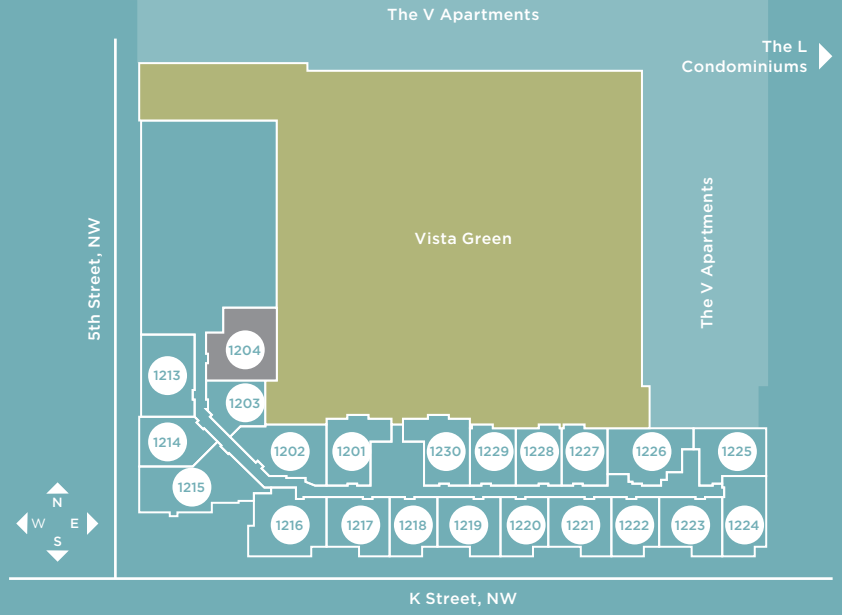 The V Apartments
The L
Condominiums
The V Apartments
Vista Green
5th Street, NW
1204
1213
1203
1214
1202
1201
1230
1229
1228
1227
1226
1225
1215
1216
1217
1218
1219
1220
1221
1222
1223
1224
N
W
E
S
K Street, NW